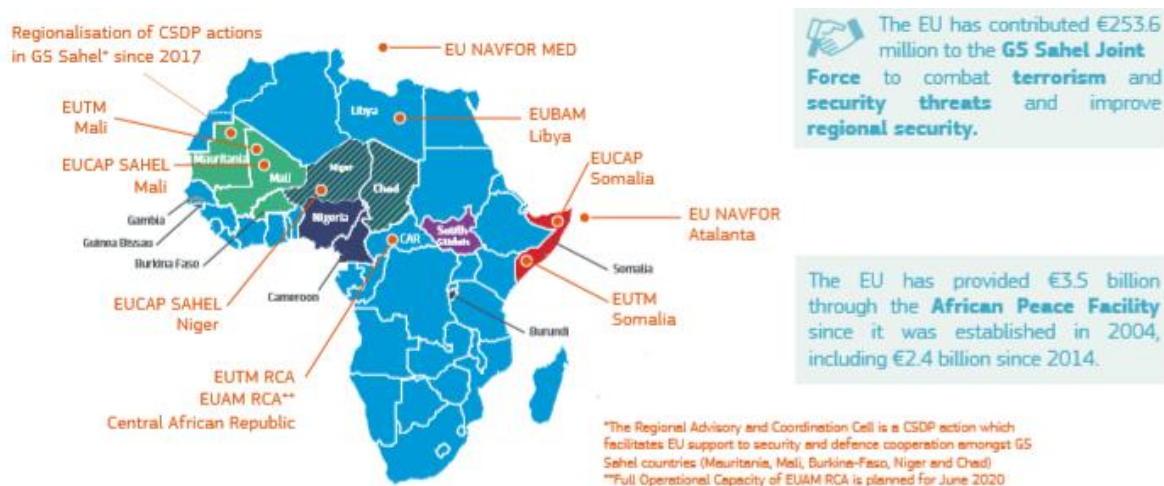 Regionalisation of CSDP actions
in G5 Sahel* since 2017
EU NAVFOR MED
EUTM
Mali
EUCAP SAHEL
Mali
Libya
EUBAM
Libya
Mauritania
Mali
Niger
Chad
EUCAP
Somalia
EU NAVFOR
Atalanta
Gambia
Guinea Bissau
Burkina Faso
Nigeria
CAR
South
Sudan
Somalia
EUCAP SAHEL
Niger
Cameroon
EUTM
Somalia
Burundi
EUTM RCA
EUAM RCA**
Central African Republic
The EU has contributed €253.6
million to the G5 Sahel Joint
Force to combat terrorism and
security threats and improve
regional security.
The EU has provided €3.5 billion
through the African Peace Facility
since it was established in 2004,
including €2.4 billion since 2014.
*The Regional Advisory and Coordination Cell is a CSDP action which
facilitates EU support to security and defence cooperation amongst G5
Sahel countries (Mauritania, Mali, Burkina-Faso, Niger and Chad)
**Full Operational Capacity of EUAM RCA is planned for June 2020